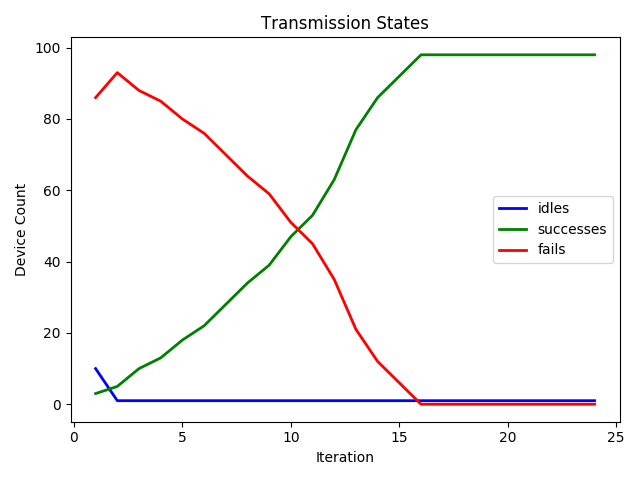 Transmission States
100
80
60
40
20
0
Device Count
idles
successes
fails
0 5 10 15 20 25
Iteration